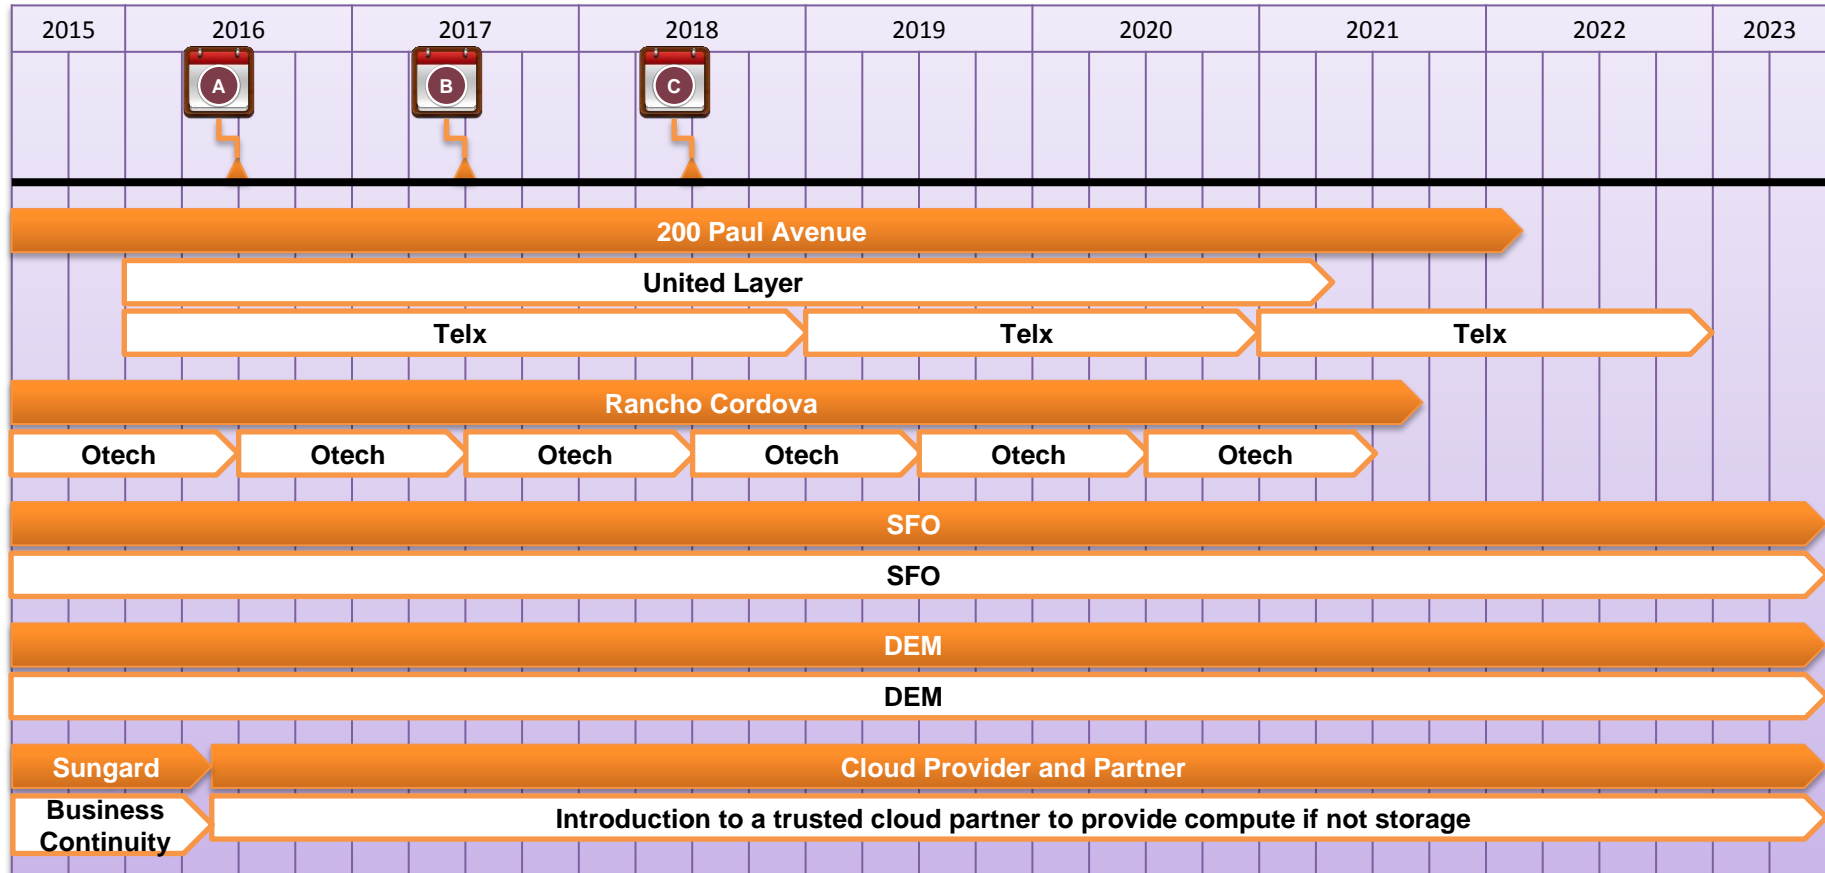 2015 2016 2017 2018 2019 2020 2021 2022 2023
A B C
200 Paul Avenue
United Layer
Telx Telx Telx
Rancho Cordova
Otech Otech Otech Otech Otech Otech
SFO
SFO
DEM
DEM
Sungard Cloud Provider and Partner
Business
Continuity
Introduction to a trusted cloud partner to provide compute if not storage